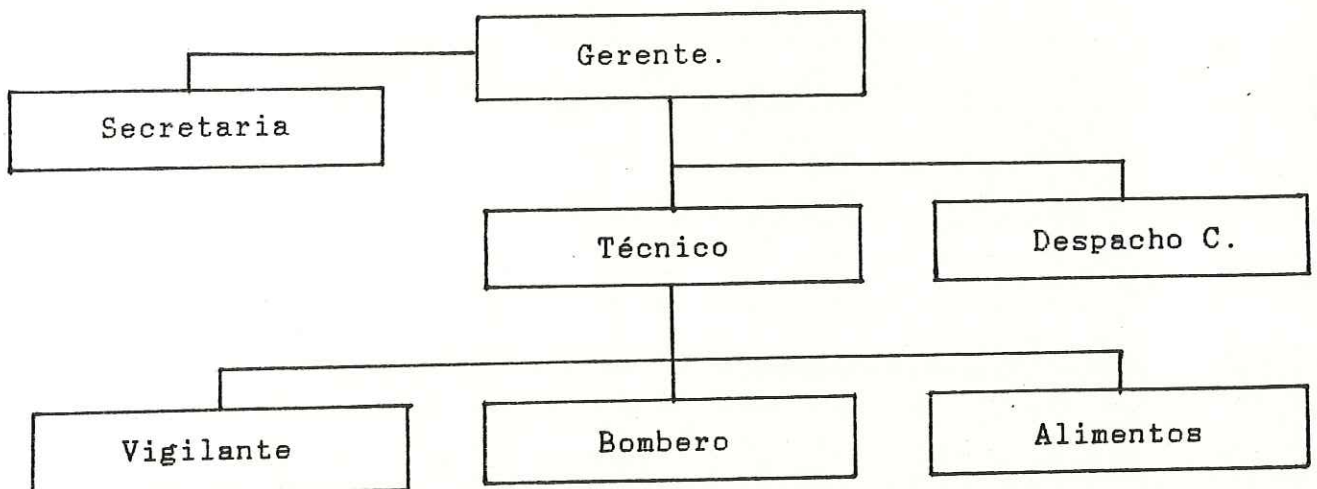 Gerente.
Secretaria
Técnico
Despacho C.
Vigilante
Bombero
Alimentos